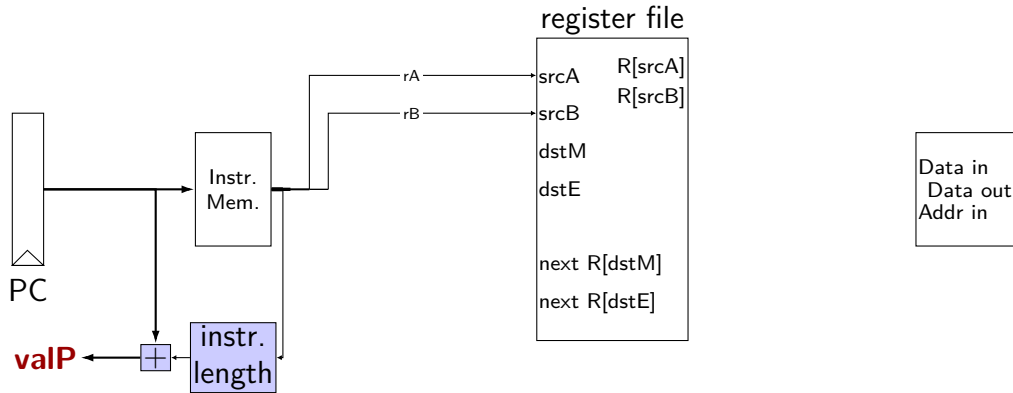 register file
rA
srcA
R[srcA]
R[srcB]
rB
srcB
dstM
dstE
next R[dstM]
next R[dstE]
Instr.
Mem.
Data in
Data out
Addr in
PC
instr.
length
+
valP